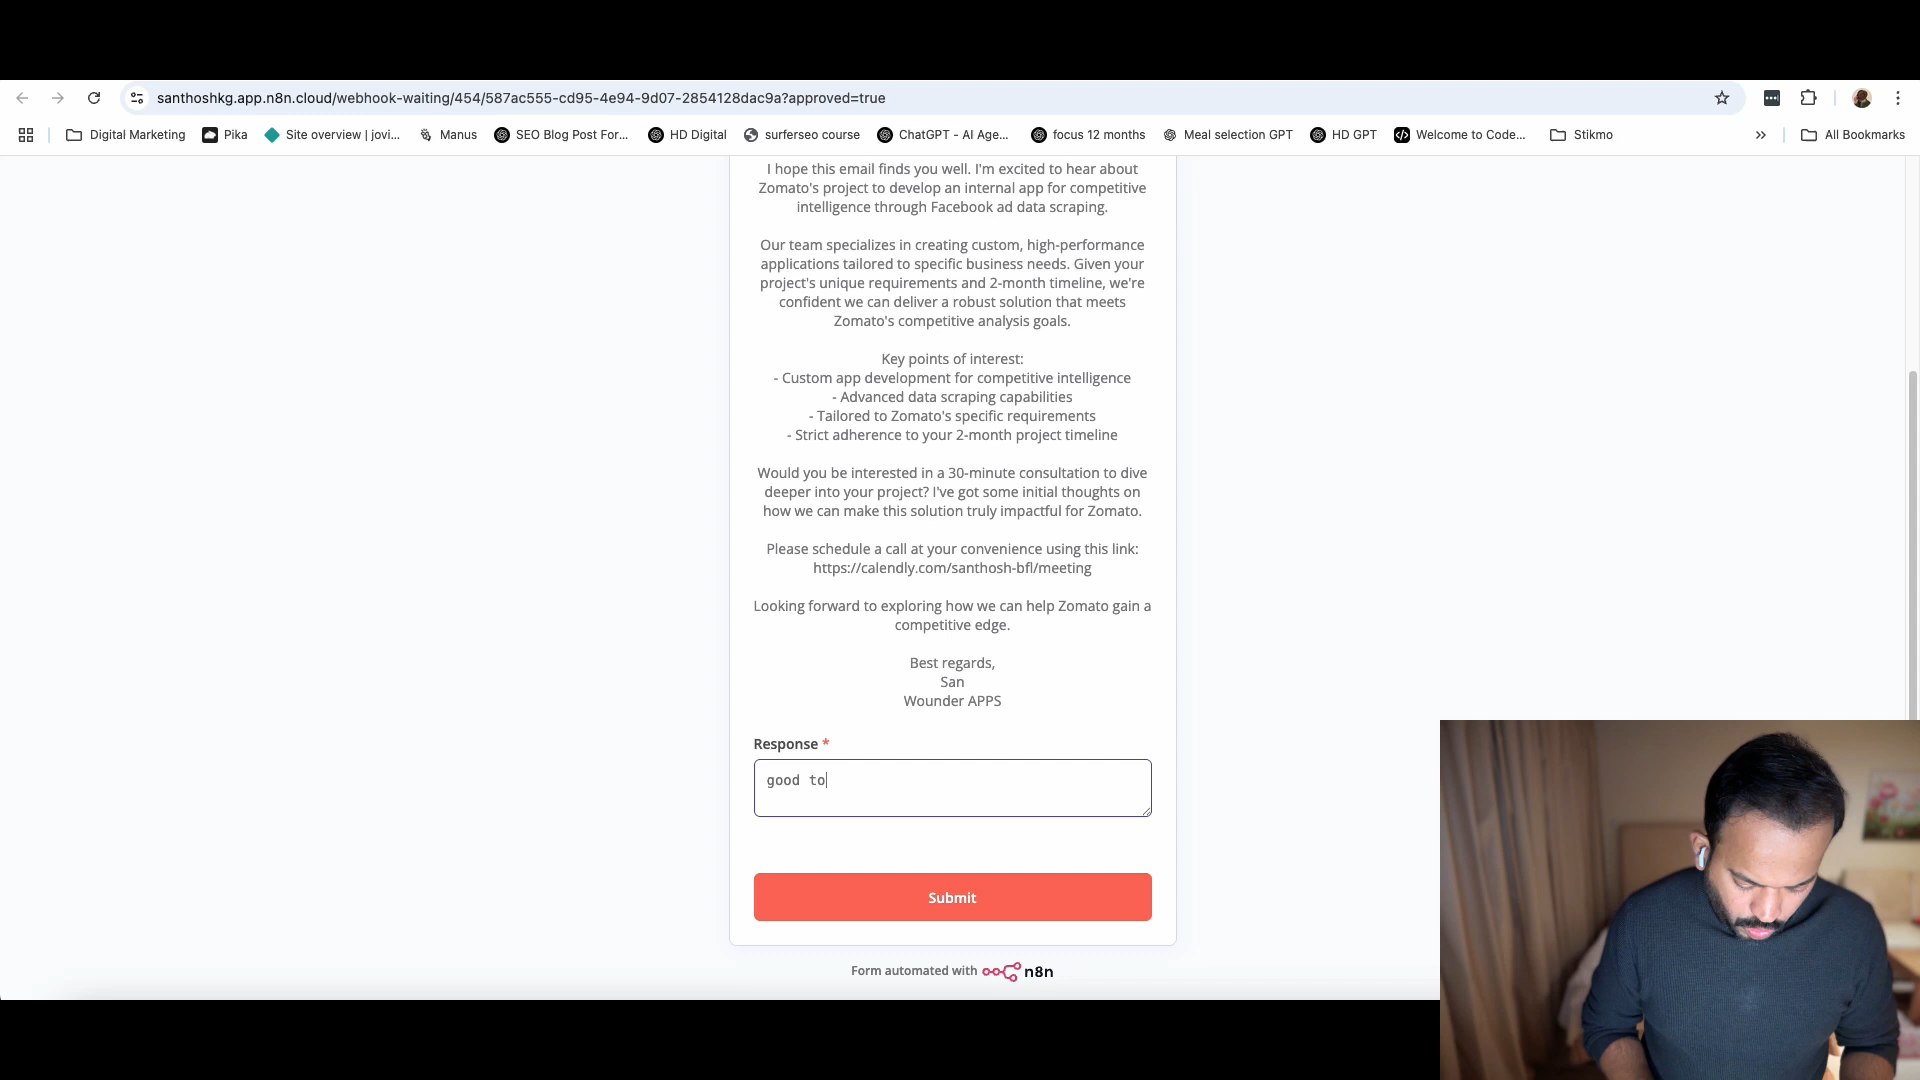 santhoshkg.app.n8n.cloud/webhook-waiting/454/587ac555-cd95-4e94-9d07-2854128dac9a?approved=true
Digital Marketing
Pika
Site overview | jovi...
Manus
SEO Blog Post For...
HD Digital
surferseo course
ChatGPT - AI Age...
focus 12 months
Meal selection GPT
HD GPT
Welcome to Code...
Stikmo
»
All Bookmarks
I hope this email finds you well. I'm excited to hear about
Zomato's project to develop an internal app for competitive
intelligence through Facebook ad data scraping.
Our team specializes in creating custom, high-performance
applications tailored to specific business needs. Given your
project's unique requirements and 2-month timeline, we're
confident we can deliver a robust solution that meets
Zomato's competitive analysis goals.
Key points of interest:
- Custom app development for competitive intelligence
- Advanced data scraping capabilities
- Tailored to Zomato's specific requirements
- Strict adherence to your 2-month project timeline
Would you be interested in a 30-minute consultation to dive
deeper into your project? I've got some initial thoughts on
how we can make this solution truly impactful for Zomato.
Please schedule a call at your convenience using this link:
https://calendly.com/santhosh-bfl/meeting
Looking forward to exploring how we can help Zomato gain a
competitive edge.
Best regards,
San
Wounder APPS
Response *
good to
Submit
Form automated with n8n